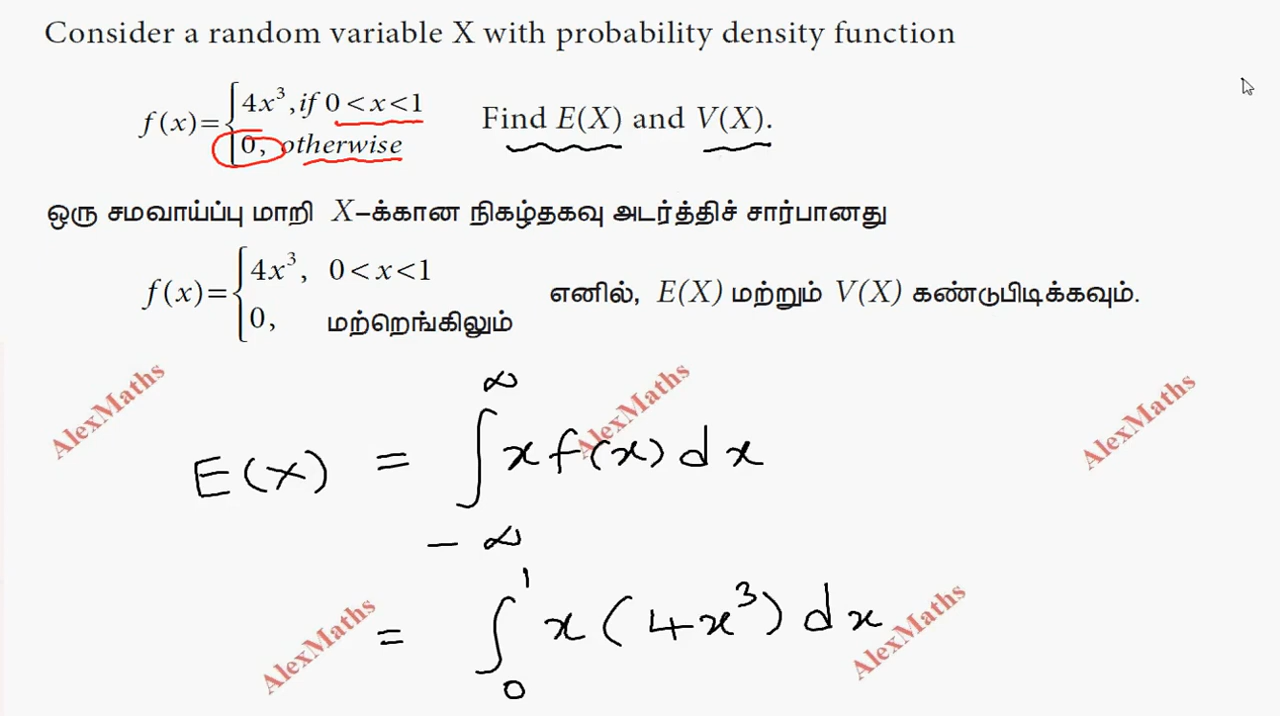 Consider a random variable X with probability density function
f(x)={4x³, if 0<x<1 Find E(X) and V(X).
0, otherwise
ஒரு சமவாய்ப்பு மாறி X-க்கான நிகழ்தகவு அடர்த்திச் சார்பானது
f(x)={4x³, 0<x<1 எனில், E(X) மற்றும் V(X) கண்டுபிடிக்கவும்.
0, மற்றெங்கிலும்
AlexMaths AlexMaths AlexMaths
E(X) = ∫_{-∞}^{∞} x f(x) dx
= ∫_0^1 x (4x³) dx
AlexMaths AlexMaths